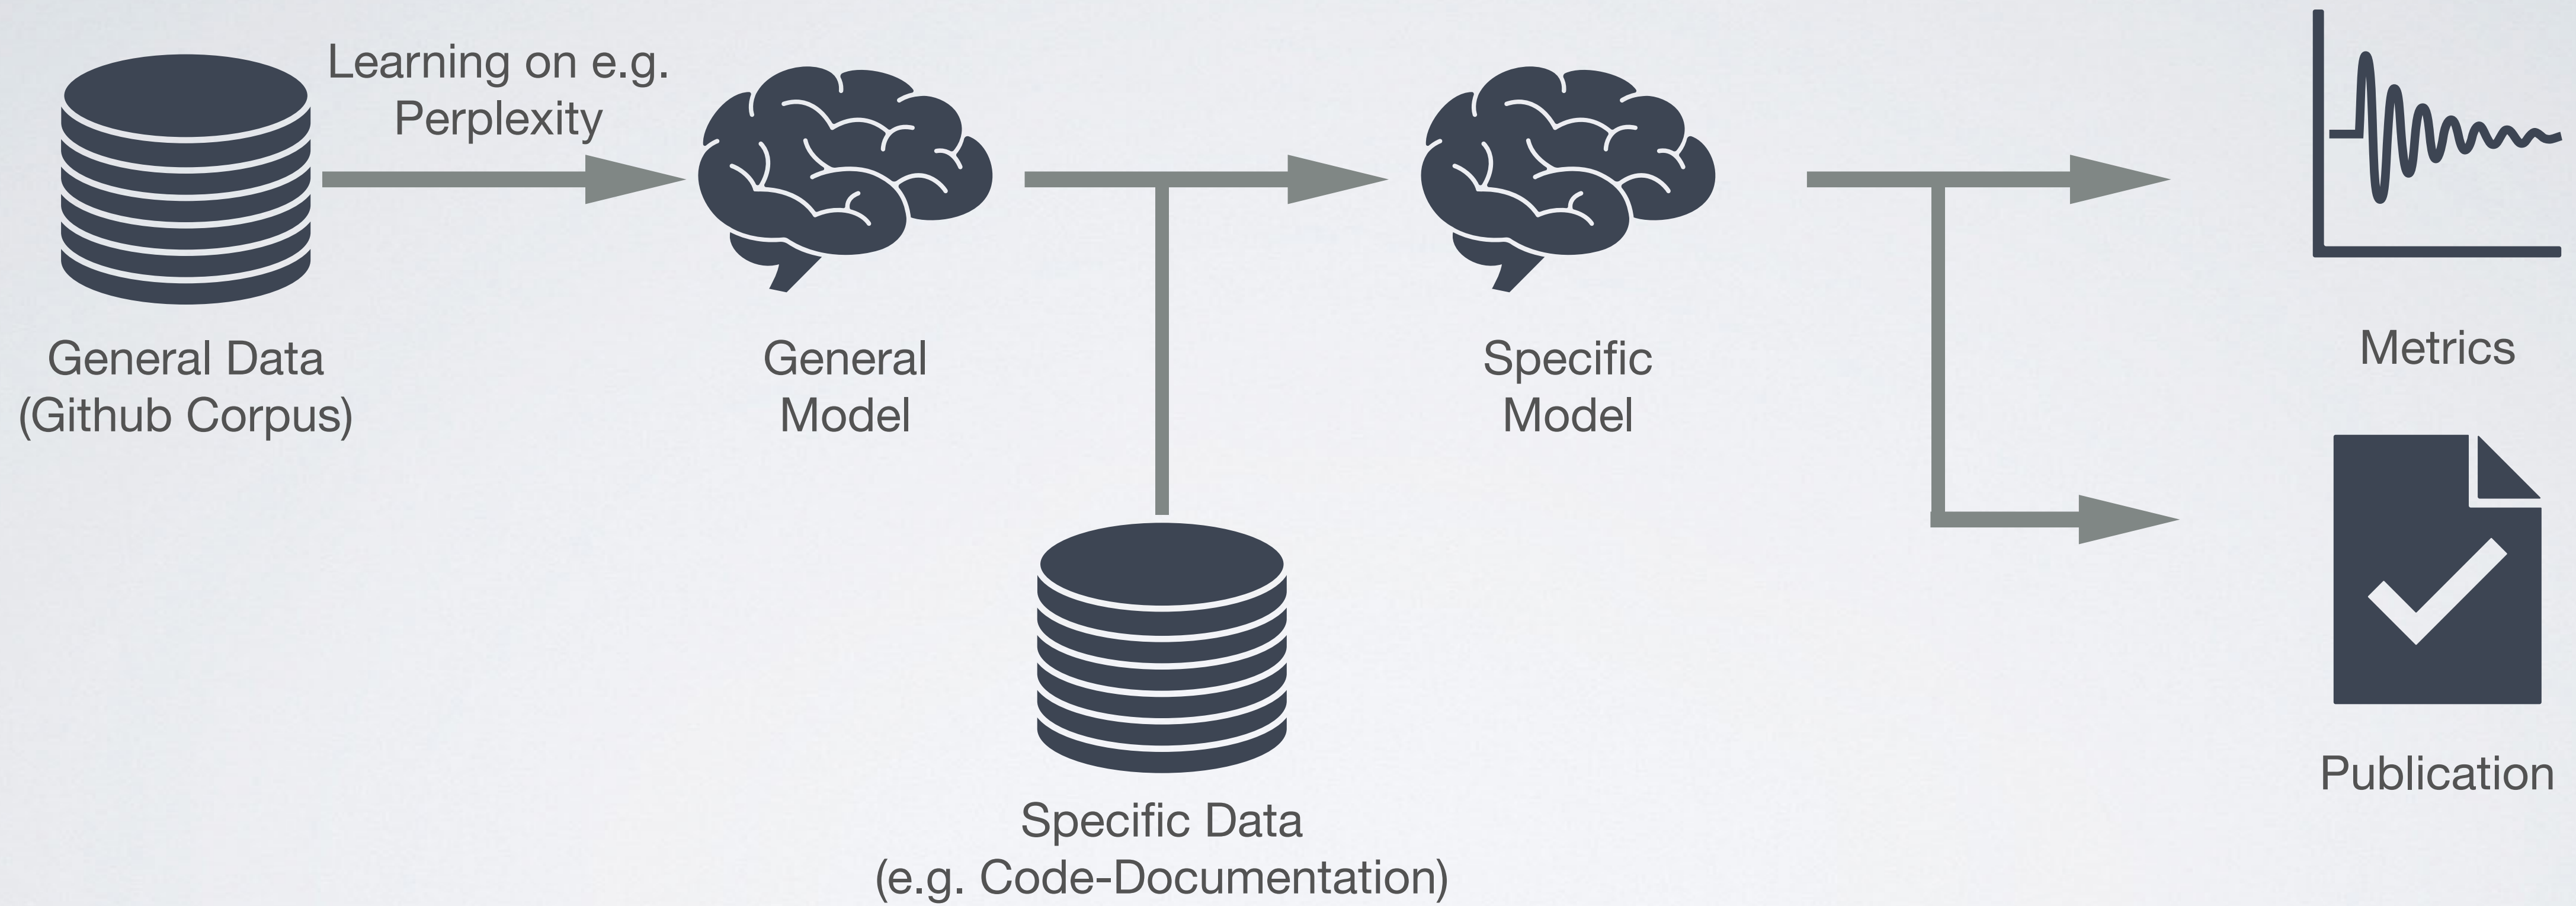 Learning on e.g.
Perplexity
General Data
(Github Corpus)
General
Model
Specific
Model
Metrics
Specific Data
(e.g. Code-Documentation)
Publication